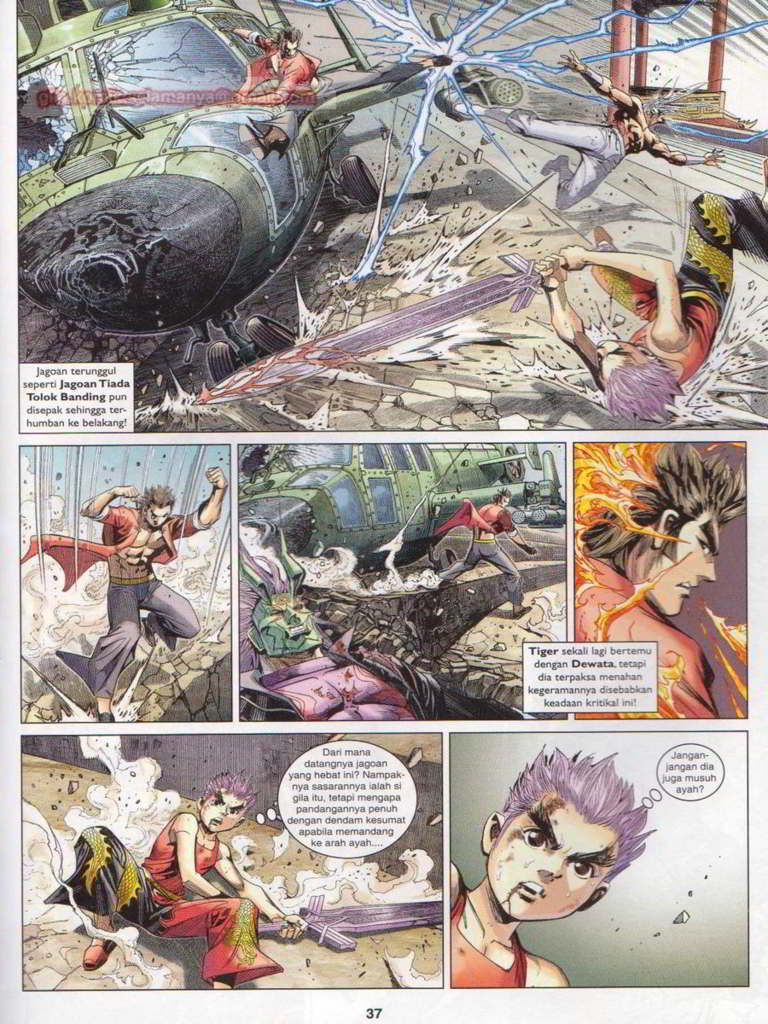 Jagoan terunggul
seperti Jagoan Tiada
Tolok Banding pun
disepak sehingga ter-
humban ke belakang!
Tiger sekali lagi bertemu
dengan Dewata, tetapi
dia terpaksa menahan
kegeramannya disebabkan
keadaan kritikal ini!
Dari mana
datangnya jagoan
yang hebat ini? Nampak-
nya sasarannya ialah si
gila itu, tetapi mengapa
pandangannya penuh
dengan dendam kesumat
apabila memandang
ke arah ayah....
Jangan-
jangan dia
juga musuh
ayah?
37